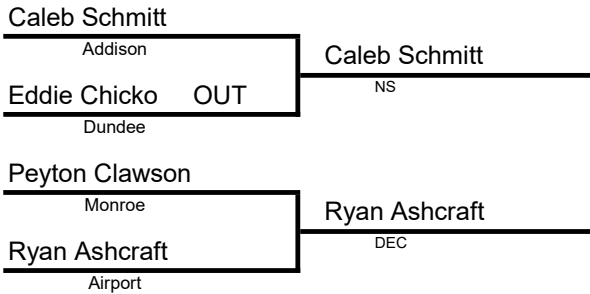 Caleb Schmitt
Addison
Caleb Schmitt
NS
Eddie Chicko OUT
Dundee
Peyton Clawson
Monroe
Ryan Ashcraft
DEC
Ryan Ashcraft
Airport